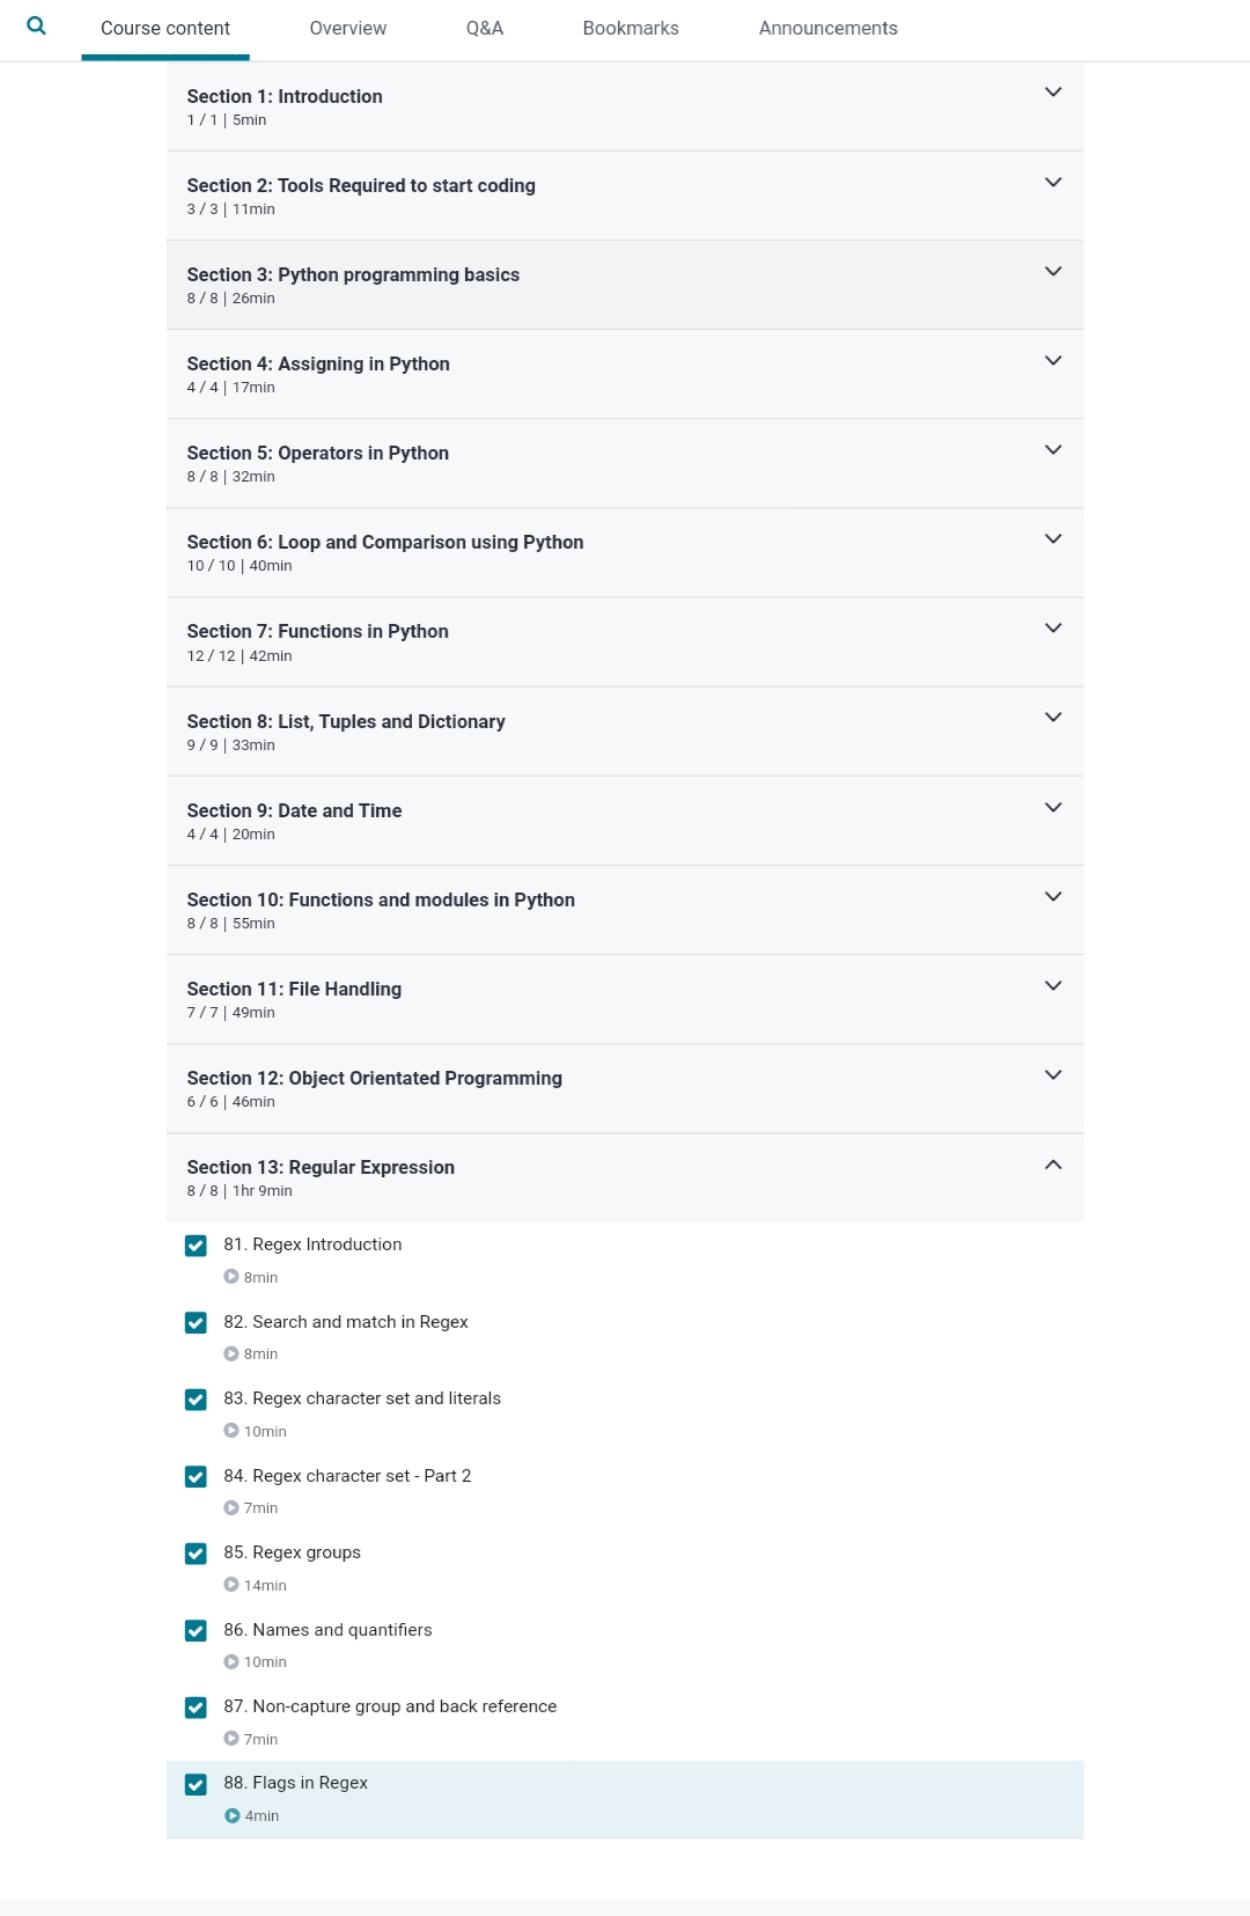 Course content Overview Q&A Bookmarks Announcements
Section 1: Introduction
1 / 1 | 5min
Section 2: Tools Required to start coding
3 / 3 | 11min
Section 3: Python programming basics
8 / 8 | 26min
Section 4: Assigning in Python
4 / 4 | 17min
Section 5: Operators in Python
8 / 8 | 32min
Section 6: Loop and Comparison using Python
10 / 10 | 40min
Section 7: Functions in Python
12 / 12 | 42min
Section 8: List, Tuples and Dictionary
9 / 9 | 33min
Section 9: Date and Time
4 / 4 | 20min
Section 10: Functions and modules in Python
8 / 8 | 55min
Section 11: File Handling
7 / 7 | 49min
Section 12: Object Orientated Programming
6 / 6 | 46min
Section 13: Regular Expression
8 / 8 | 1hr 9min
81. Regex Introduction
8min
82. Search and match in Regex
8min
83. Regex character set and literals
10min
84. Regex character set - Part 2
7min
85. Regex groups
14min
86. Names and quantifiers
10min
87. Non-capture group and back reference
7min
88. Flags in Regex
4min